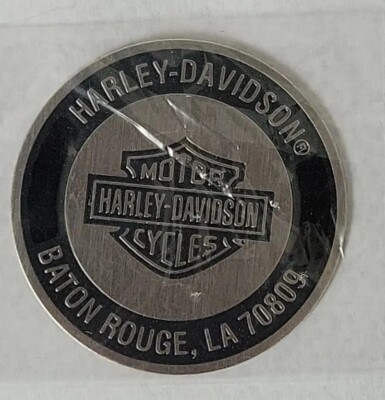 HARLEY-DAVIDSON®
MOTOR
HARLEY-DAVIDSON
CYCLES
BATON ROUGE, LA 70809